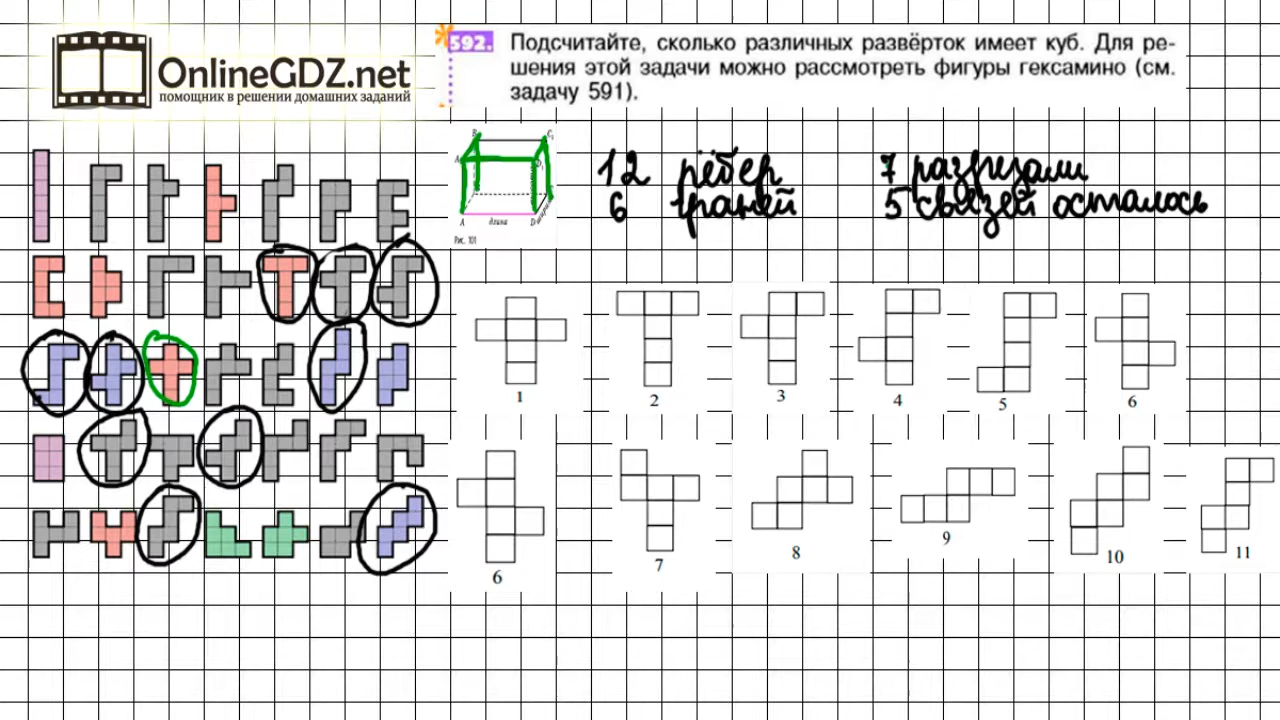 OnlineGDZ.net
помощник в решении домашних заданий
592. Подсчитайте, сколько различных развёрток имеет куб. Для ре-
шения этой задачи можно рассмотреть фигуры гексамино (см.
задачу 591).
12 рёбер
6 граней
7 разрезали
5 связей осталось
A
D
длина
Рис. 101
1
2
3
4
5
6
6
7
8
9
10
11